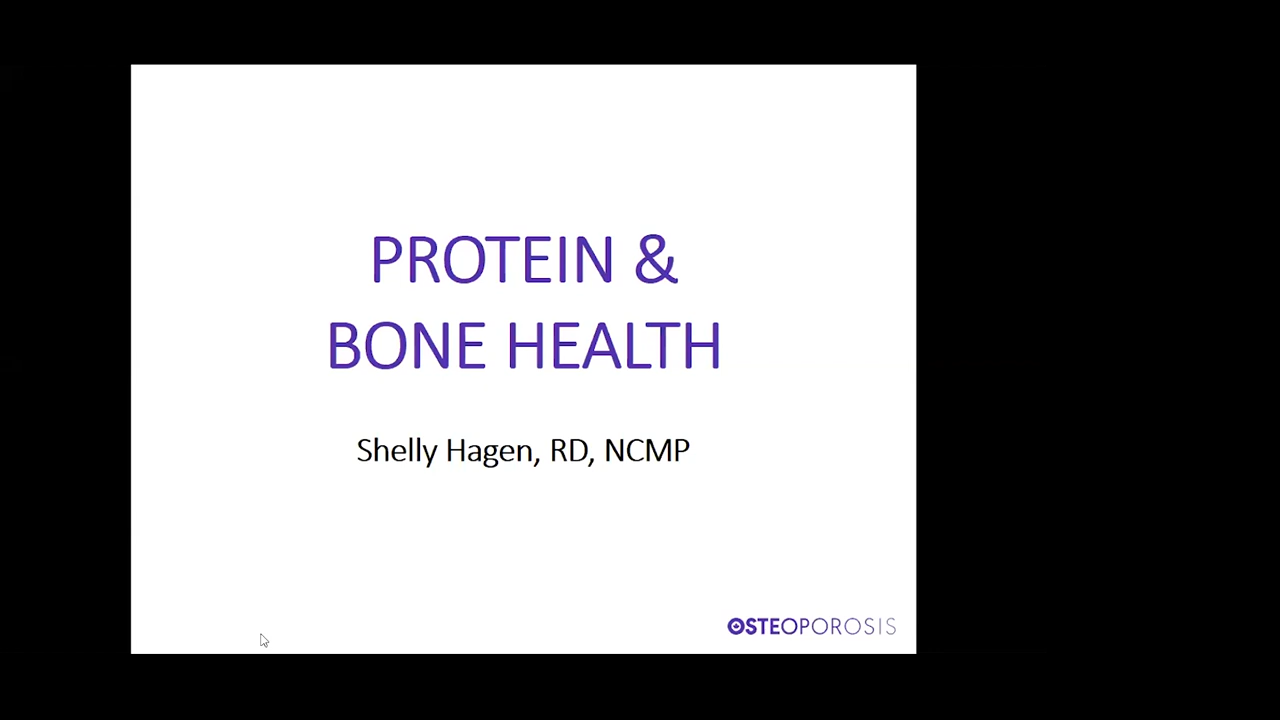 PROTEIN &
BONE HEALTH
Shelly Hagen, RD, NCMP
OSTEOPOROSIS